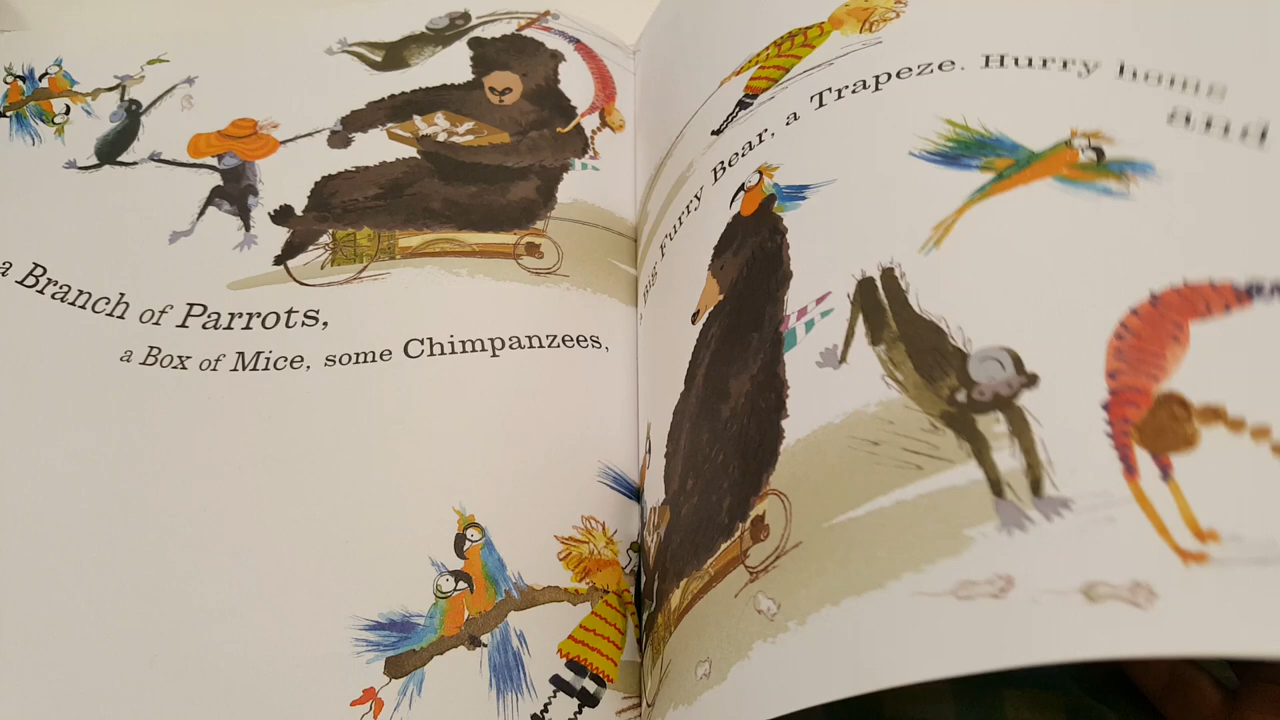 a Branch of Parrots,
a Box of Mice, some Chimpanzees,
a Big Furry Bear, a Trapeze. Hurry home
and